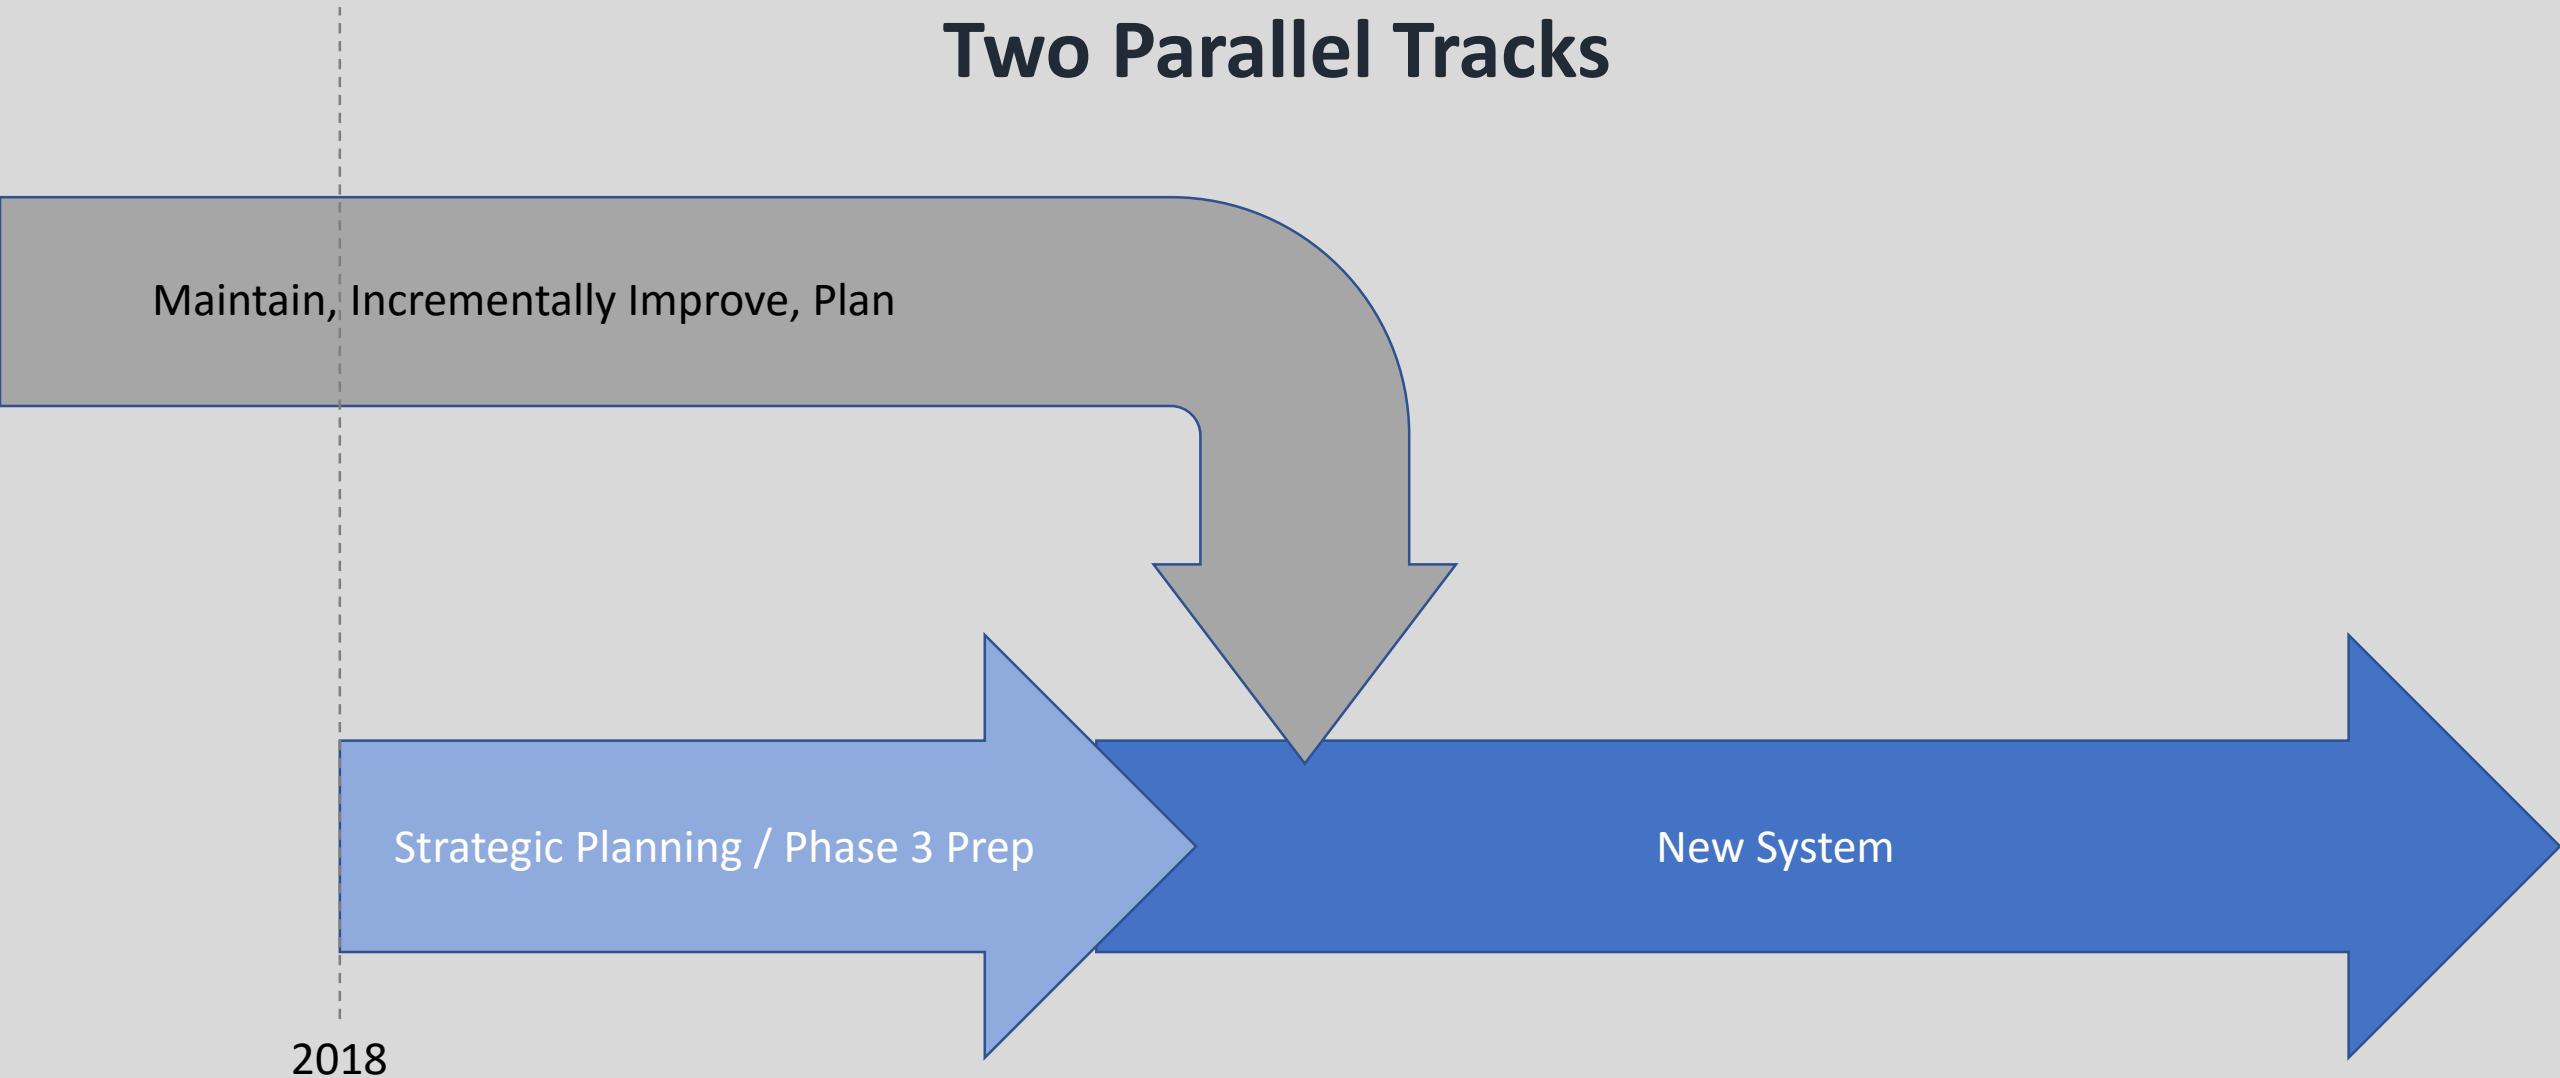 Two Parallel Tracks
Maintain, Incrementally Improve, Plan
Strategic Planning / Phase 3 Prep
New System
2018